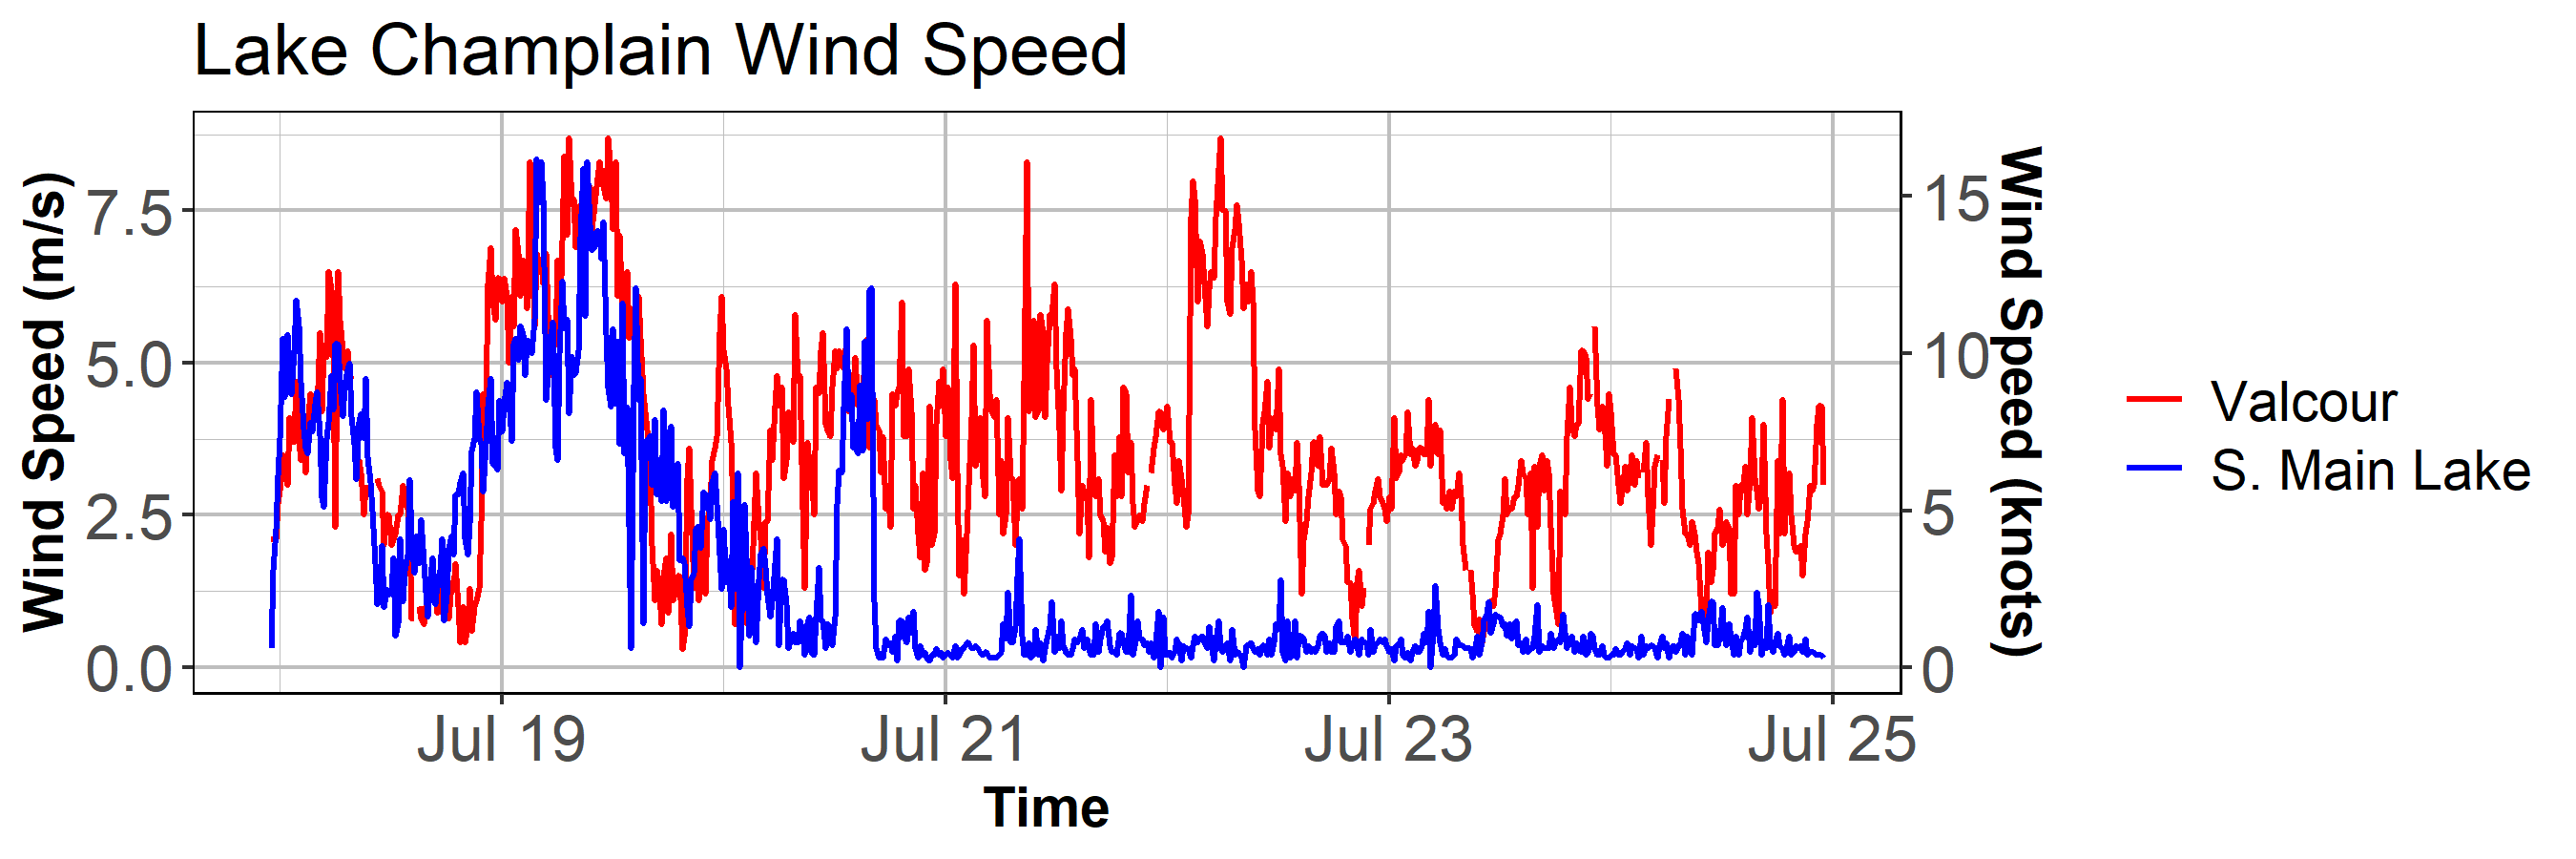 Lake Champlain Wind Speed
Wind Speed (m/s)
7.5
5.0
2.5
0.0
15
10
5
0
Wind Speed (knots)
Jul 19
Jul 21
Jul 23
Jul 25
Time
Valcour
S. Main Lake